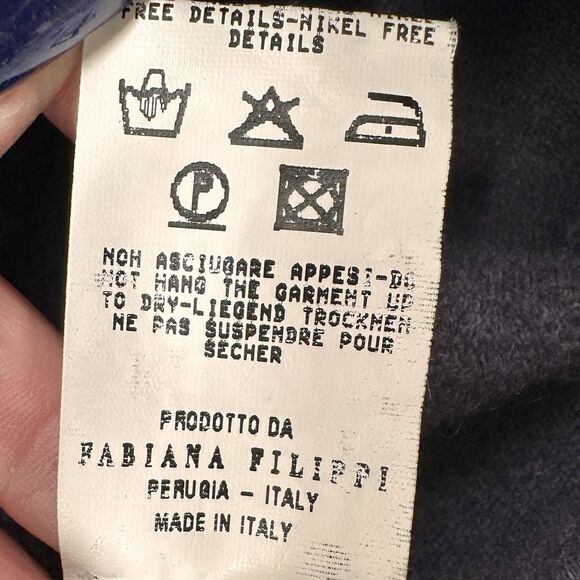 FREE DETAILS-NIKEL FREE
DETAILS
P
NON ASCIUGARE APPESI-DO
NOT HANG THE GARMENT UP
TO DRY-LIEGEND TROCKNEN
NE PAS SUSPENDRE POUR
SECHER
PRODOTTO DA
FABIANA FILIPPI
PERUGIA - ITALY
MADE IN ITALY